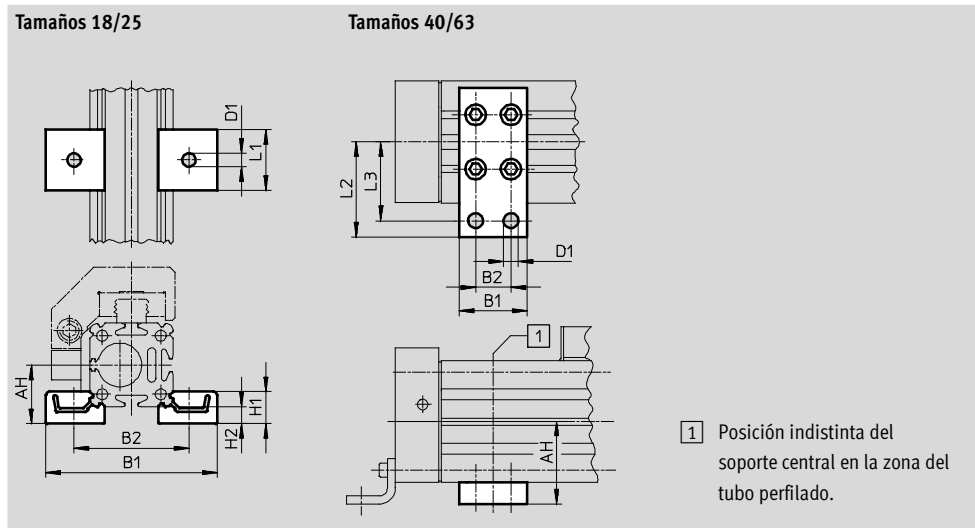 Tamaños 18/25
Tamaños 40/63
D1
L1
L2
L3
D1
B2
B1
1
AH
H1
H2
B2
B1
AH
1 Posición indistinta del
soporte central en la zona del
tubo perfilado.